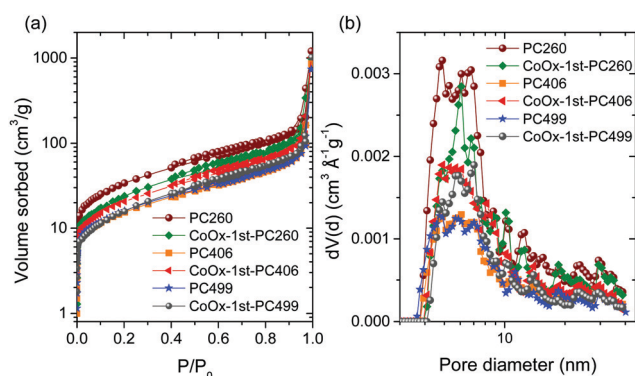 (a)
Volume sorbed (cm³/g)
1000
100
10
1
PC260
CoOx-1st-PC260
PC406
CoOx-1st-PC406
PC499
CoOx-1st-PC499
0.0 0.2 0.4 0.6 0.8 1.0
P/P₀
(b)
dV(d) (cm³ Å⁻¹g⁻¹)
0.003
0.002
0.001
0.000
PC260
CoOx-1st-PC260
PC406
CoOx-1st-PC406
PC499
CoOx-1st-PC499
10
Pore diameter (nm)